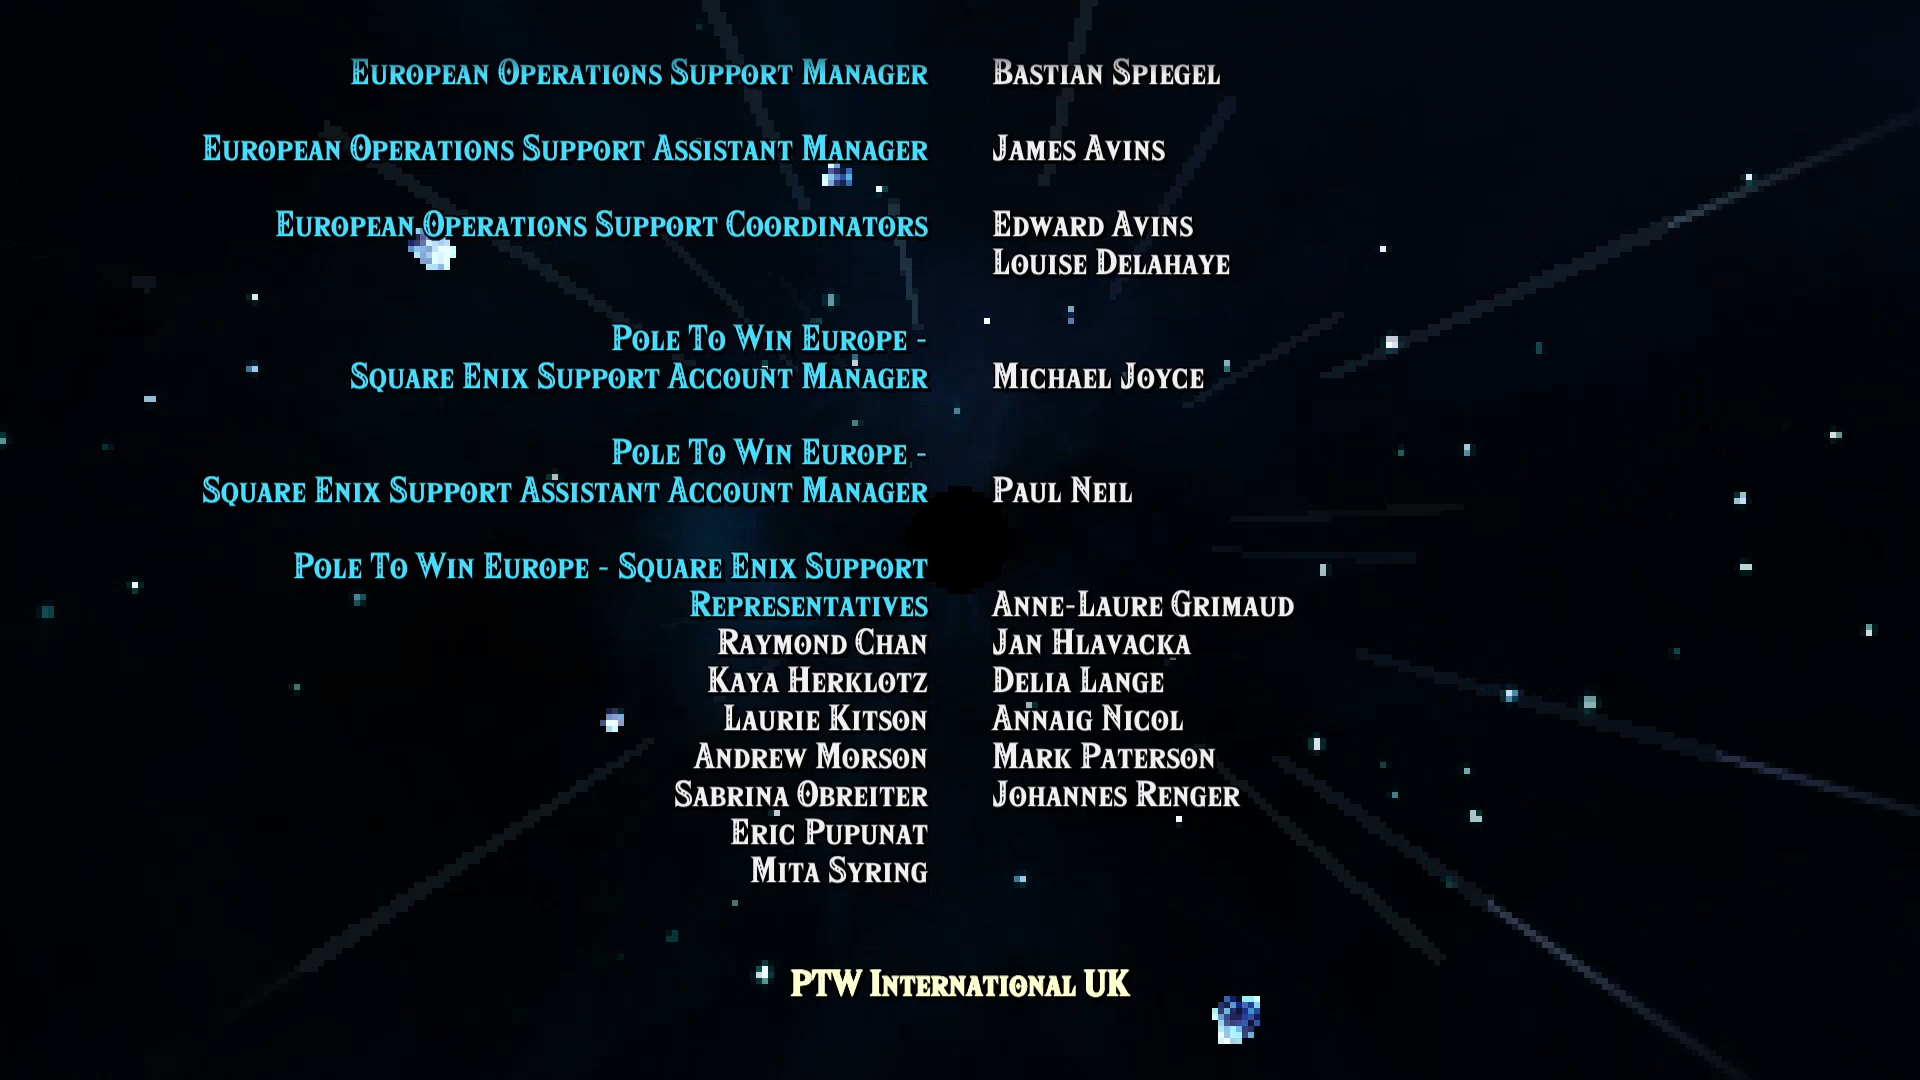 European Operations Support Manager Bastian Spiegel
European Operations Support Assistant Manager James Avins
European Operations Support Coordinators Edward Avins
Louise Delahaye
Pole To Win Europe -
Square Enix Support Account Manager Michael Joyce
Pole To Win Europe -
Square Enix Support Assistant Account Manager Paul Neil
Pole To Win Europe - Square Enix Support
Representatives Anne-Laure Grimaud
Raymond Chan Jan Hlavacka
Kaya Herklotz Delia Lange
Laurie Kitson Annaig Nicol
Andrew Morson Mark Paterson
Sabrina Obreiter Johannes Renger
Eric Pupunat
Mita Syring
PTW International UK